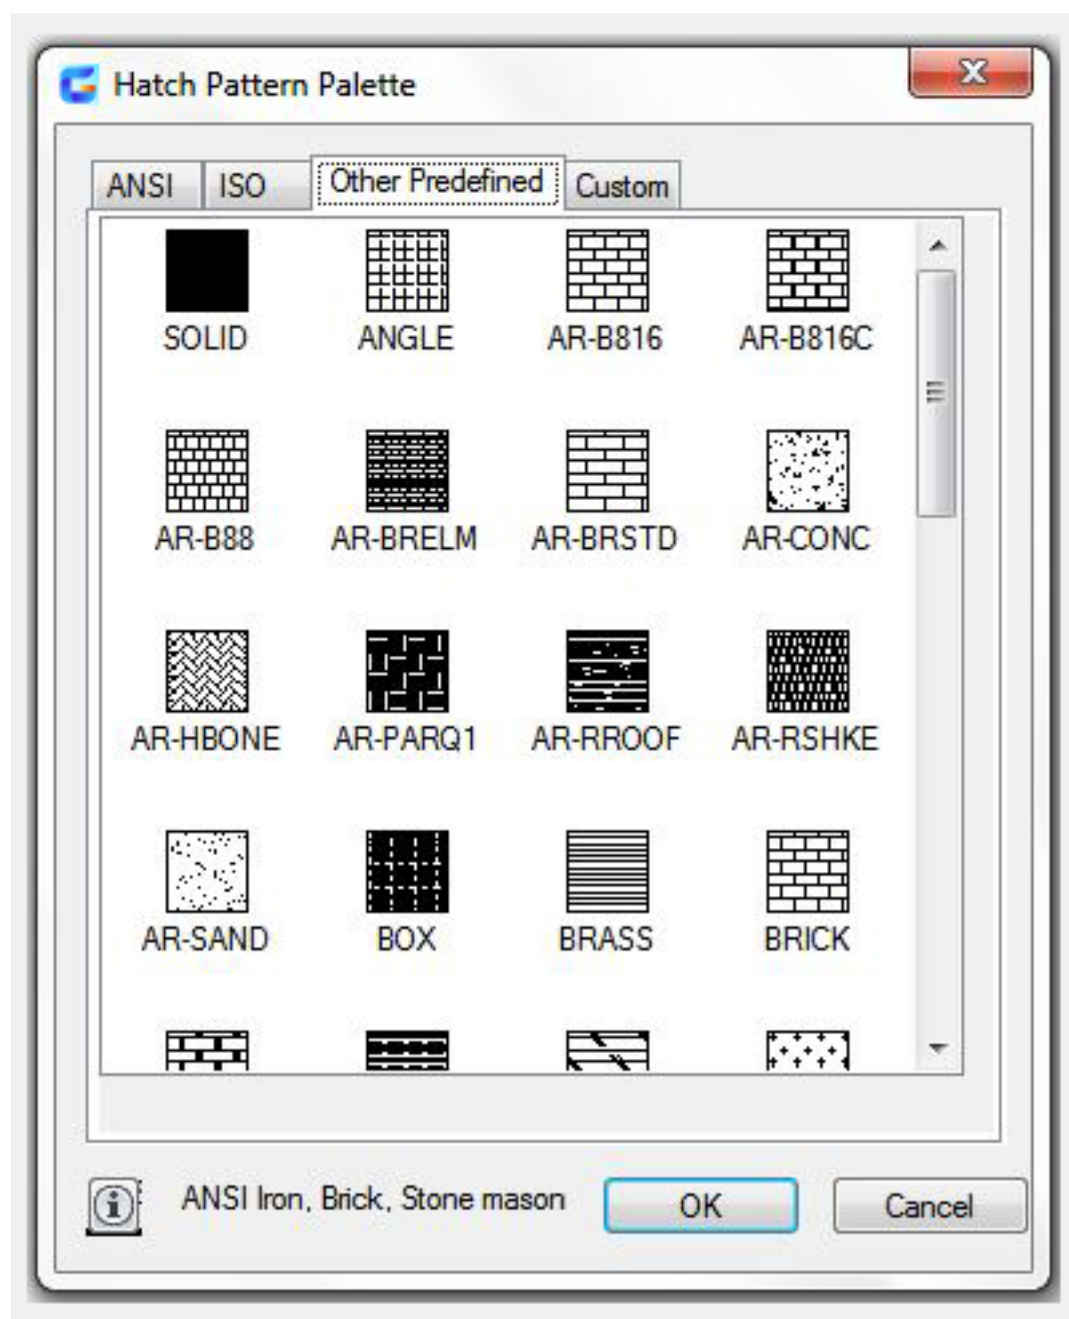 Hatch Pattern Palette
ANSI ISO Other Predefined Custom
SOLID ANGLE AR-B816 AR-B816C
AR-B88 AR-BRELM AR-BRSTD AR-CONC
AR-HBONE AR-PARQ1 AR-RROOF AR-RSHKE
AR-SAND BOX BRASS BRICK
ANSI Iron, Brick, Stone mason OK Cancel